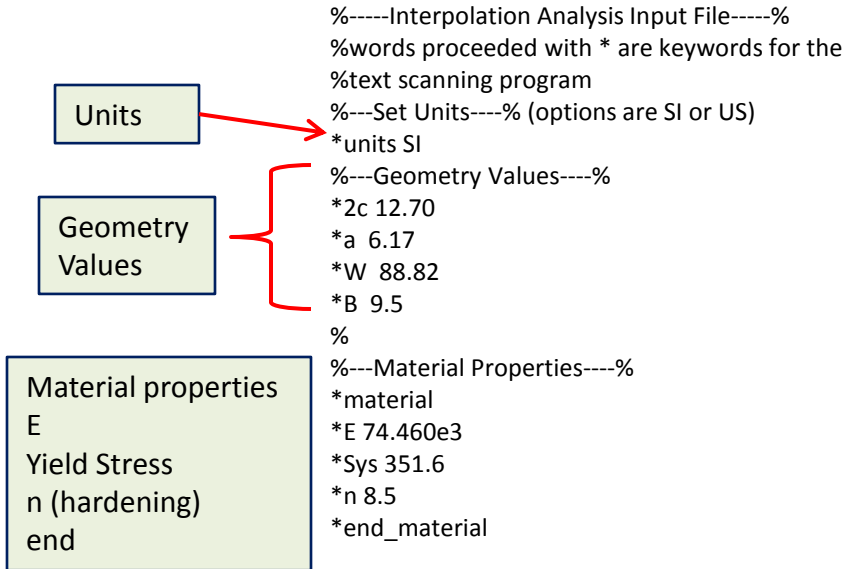 %-----Interpolation Analysis Input File-----%
%words proceeded with * are keywords for the
%text scanning program
%---Set Units----% (options are SI or US)
*units SI
%---Geometry Values----%
*2c 12.70
*a  6.17
*W  88.82
*B  9.5
%
%---Material Properties----%
*material
*E 74.460e3
*Sys 351.6
*n 8.5
*end_material
Units
Geometry
Values
Material properties
E
Yield Stress
n (hardening)
end